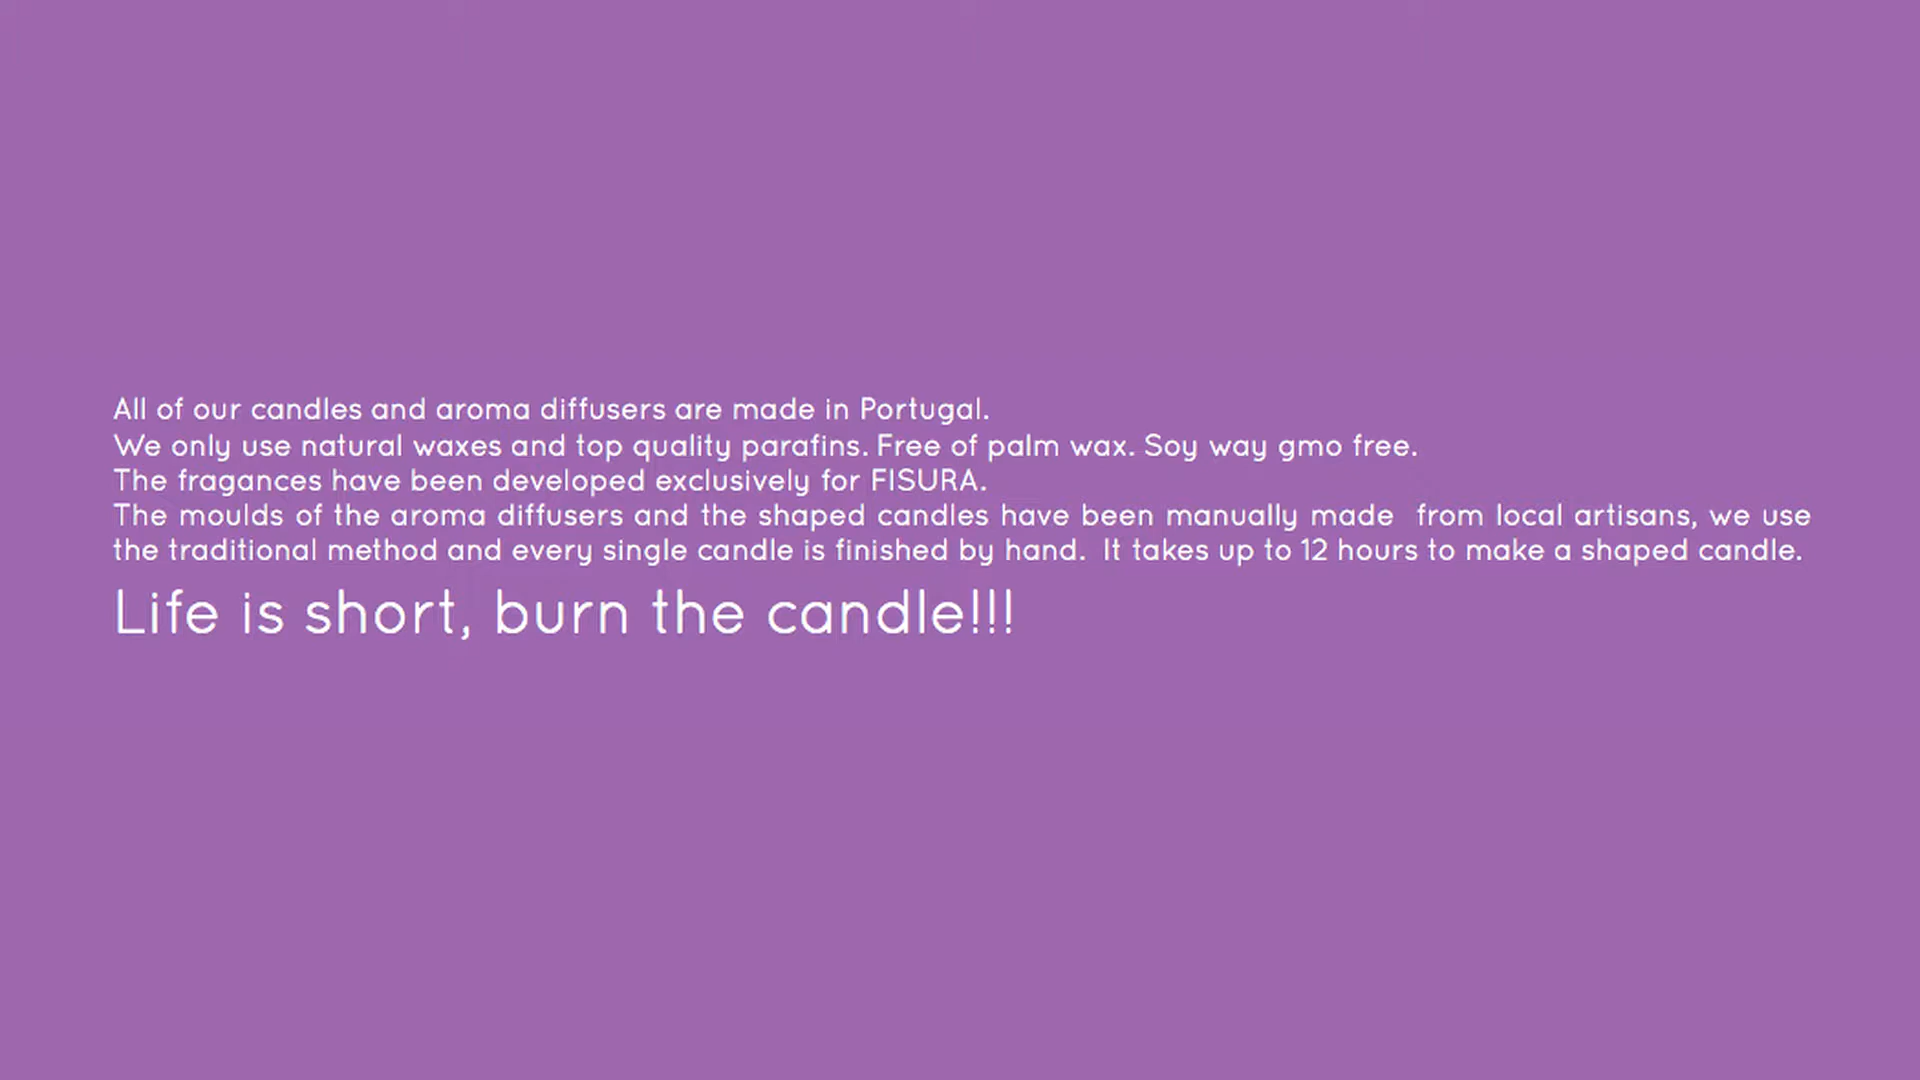 All of our candles and aroma diffusers are made in Portugal.
We only use natural waxes and top quality parafins. Free of palm wax. Soy way gmo free.
The fragances have been developed exclusively for FISURA.
The moulds of the aroma diffusers and the shaped candles have been manually made from local artisans, we use
the traditional method and every single candle is finished by hand. It takes up to 12 hours to make a shaped candle.
Life is short, burn the candle!!!